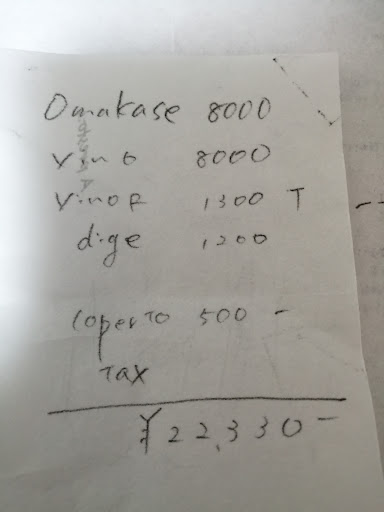 Omakase 8000
Vino 8000
Vino R 1300 T
dige 1200
Coperto 500 -
Tax
¥22,330-